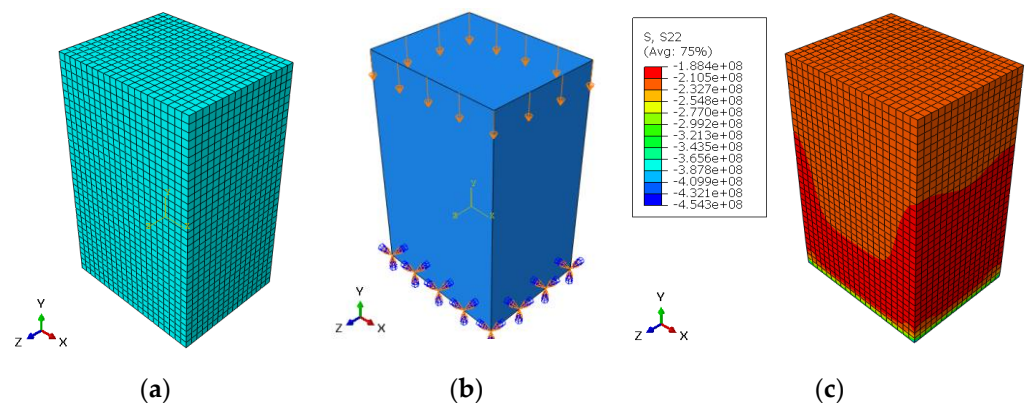 S, S22
(Avg: 75%)
-1.884e+08
-2.105e+08
-2.327e+08
-2.548e+08
-2.770e+08
-2.992e+08
-3.213e+08
-3.435e+08
-3.656e+08
-3.878e+08
-4.099e+08
-4.321e+08
-4.543e+08
Y
Z
X
Y
Z
X
Y
Z
X
Y
X
(a)
(b)
(c)